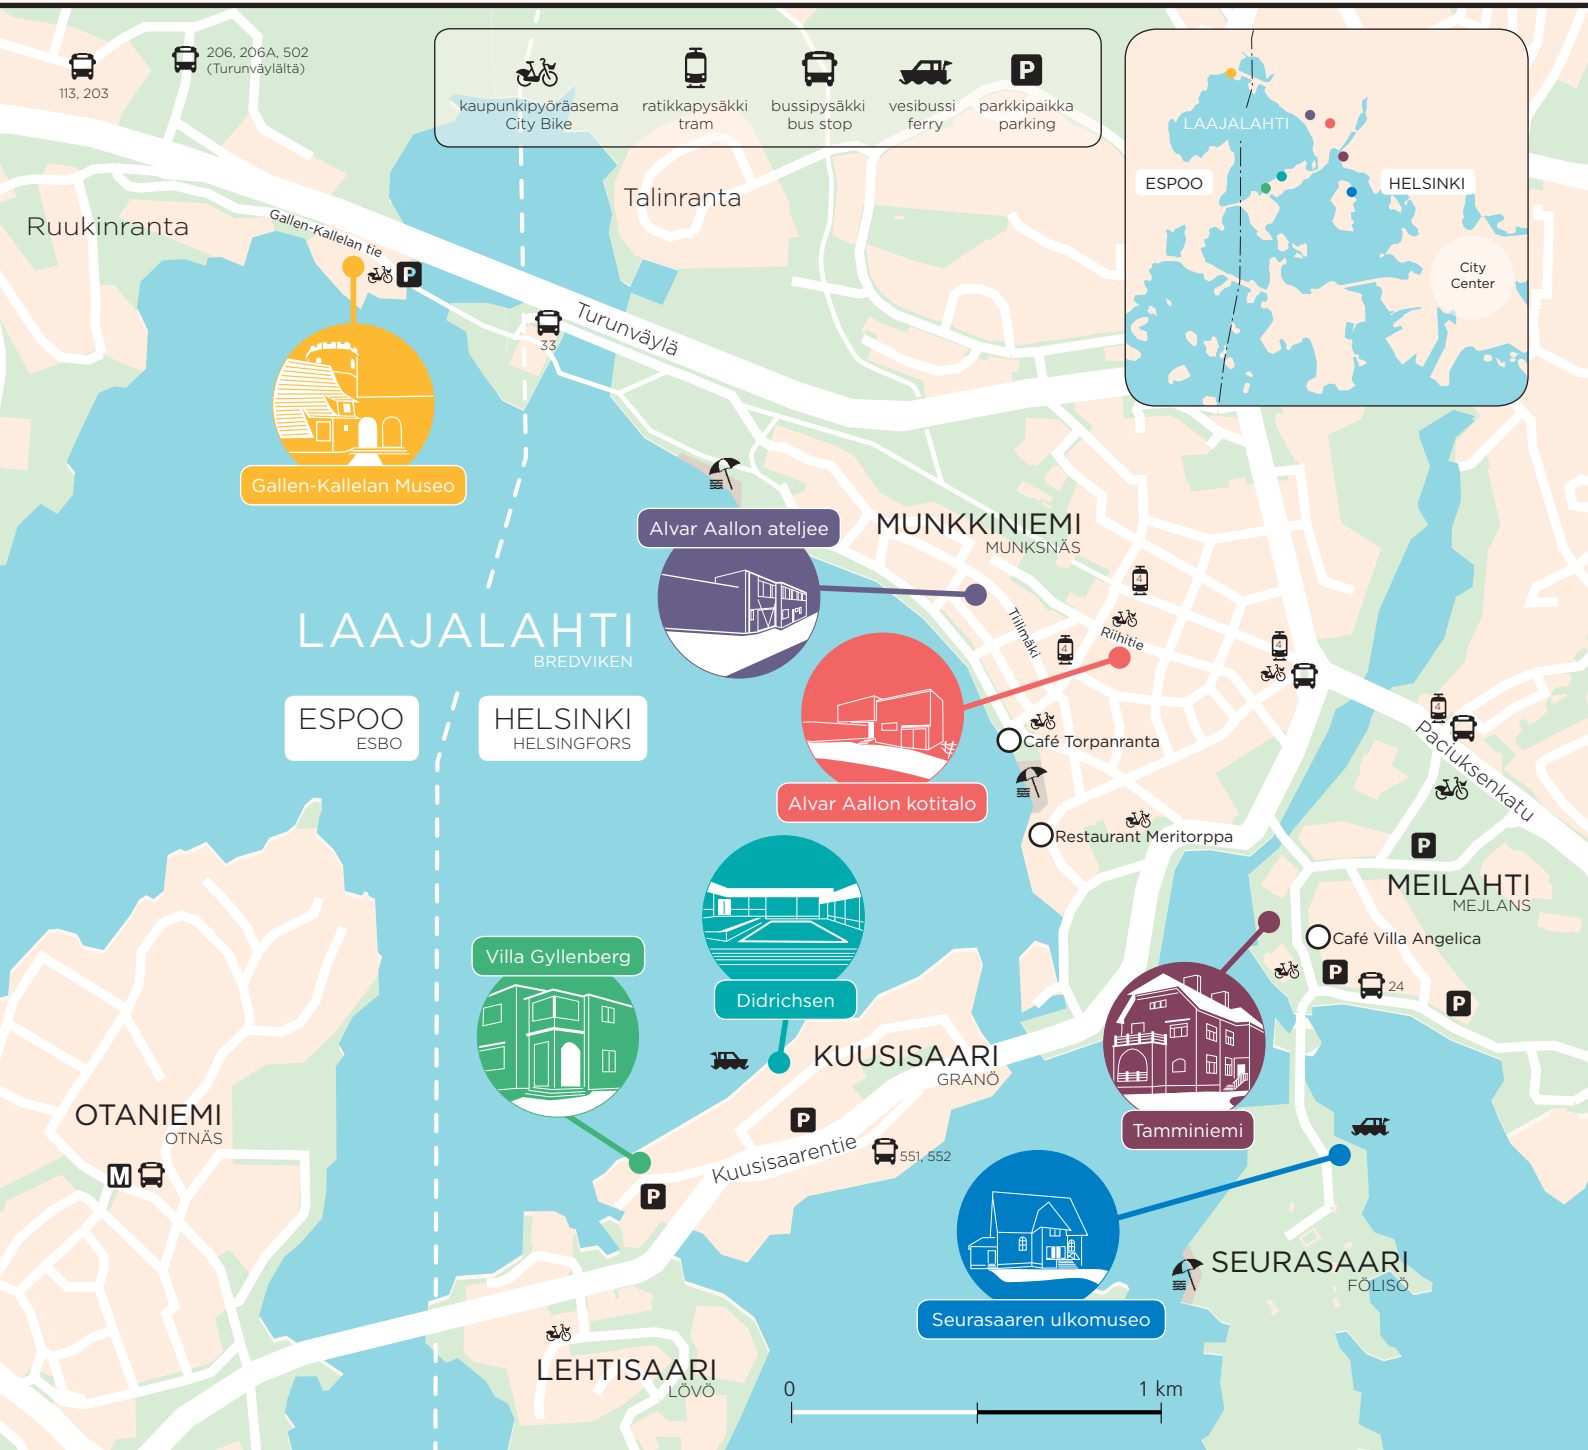 113, 203
206, 206A, 502
(Turunväylältä)
kaupunkipyöräasema
City Bike
ratikkapysäkki
tram
bussipysäkki
bus stop
vesibussi
ferry
P
parkkipaikka
parking
LAAJALAHTI
ESPOO
HELSINKI
City
Center
Ruukinranta
Talinranta
Gallen-Kallelan tie
P
33
Turunväylä
Gallen-Kallelan Museo
Alvar Aallon ateljee
MUNKKINIEMI
MUNKSNÄS
4
Tiilimäki
Riihitie
4
4
LAAJALAHTI
BREDVIKEN
ESPOO
ESBO
HELSINKI
HELSINGFORS
4
Paciuksenkatu
Café Torpanranta
Alvar Aallon kotitalo
Restaurant Meritorppa
P
MEILAHTI
MEJLANS
Café Villa Angelica
P
24
P
Villa Gyllenberg
Didrichsen
KUUSISAARI
GRANÖ
P
Kuusisaarentie
551, 552
P
Tamminiemi
OTANIEMI
OTNÄS
M
SEURASAARI
FÖLISÖ
Seurasaaren ulkomuseo
LEHTISAARI
LÖVÖ
0
1 km